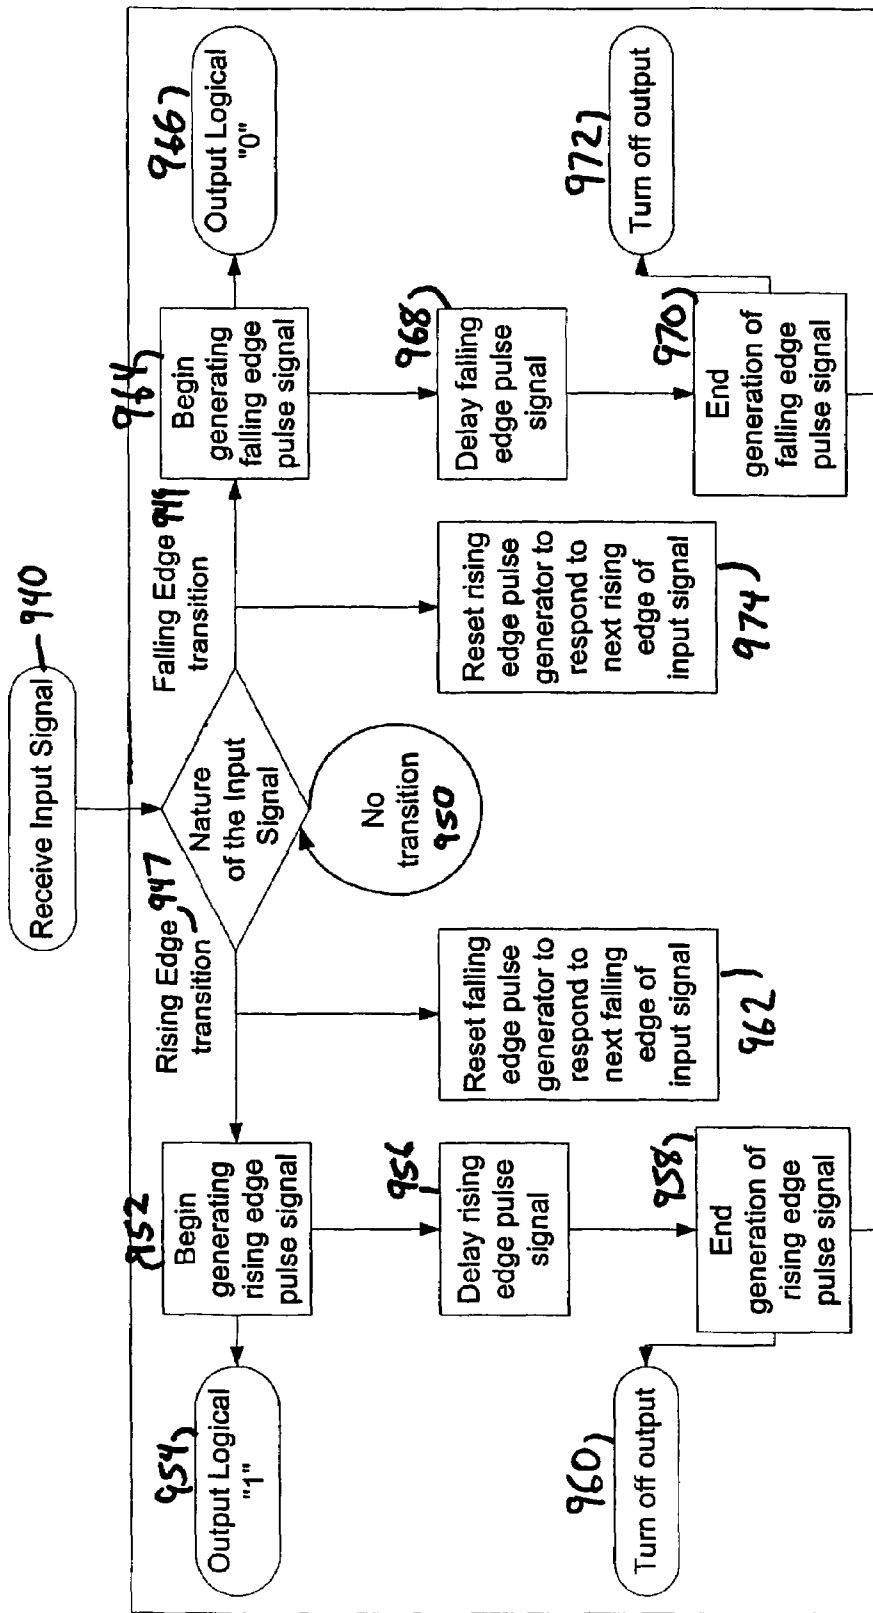 Receive Input Signal 940
Rising Edge 947
transition
Nature
of the Input
Signal
Falling Edge 949
transition
No
transition
950
952
Begin
generating
rising edge
pulse signal
954
Output Logical
"1"
956
Delay rising
edge pulse
signal
958
End
generation of
rising edge
pulse signal
960
Turn off output
Reset falling
edge pulse
generator to
respond to
next falling
edge of
input signal
962
964
Begin
generating
falling edge
pulse signal
966
Output Logical
"0"
968
Delay falling
edge pulse
signal
970
End
generation of
falling edge
pulse signal
972
Turn off output
Reset rising
edge pulse
generator to
respond to
next rising
edge of
input signal
974